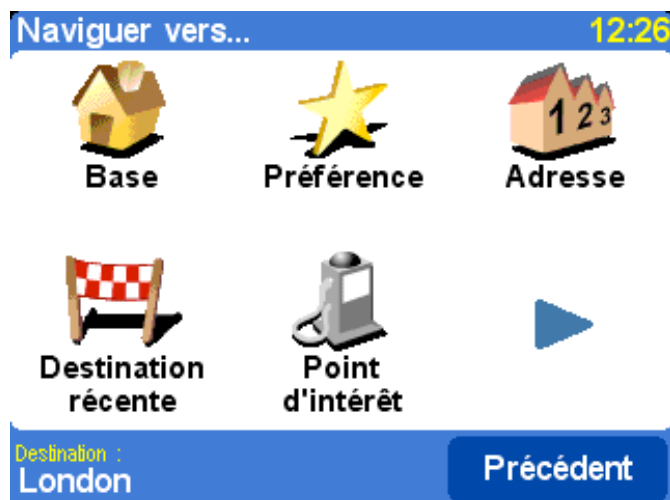 Naviguer vers... 12:26
Base Préférence Adresse
1 2 3
Destination
récente
Point
d'intérêt
Destination :
London
Précédent